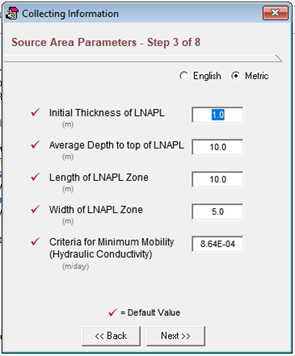 Collecting Information
Source Area Parameters - Step 3 of 8
English Metric
Initial Thickness of LNAPL 1.0
(m)
Average Depth to top of LNAPL 10.0
(m)
Length of LNAPL Zone 10.0
(m)
Width of LNAPL Zone 5.0
(m)
Criteria for Minimum Mobility
(Hydraulic Conductivity) 8.64E-04
(m/day)
= Default Value
<< Back Next >>